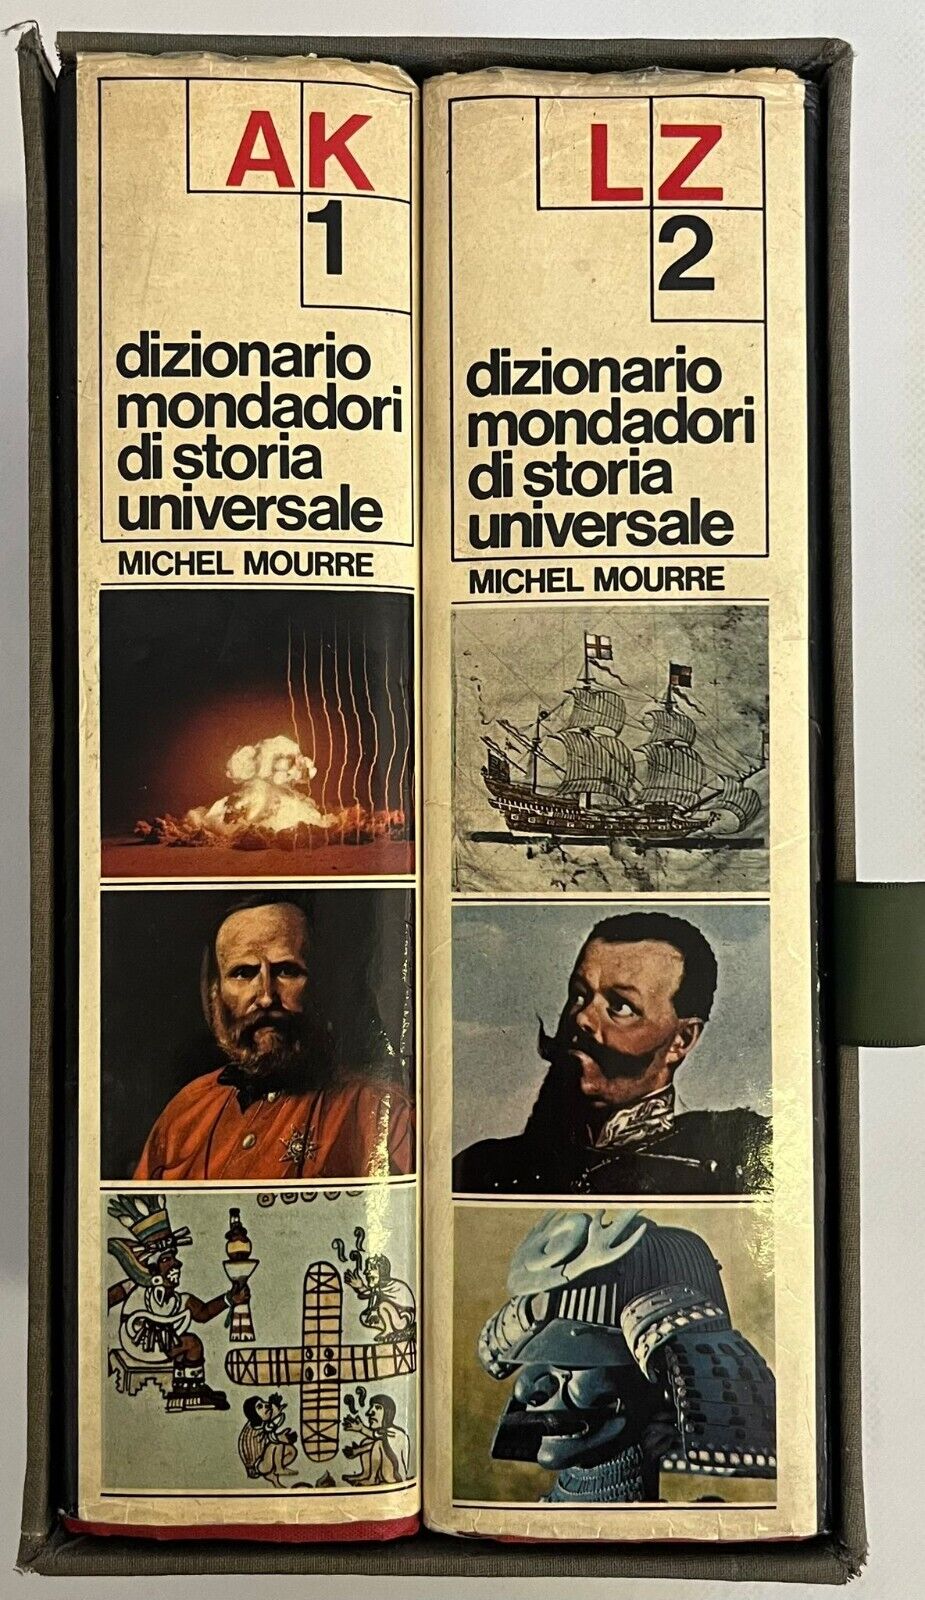 AK
1
dizionario
mondadori
di storia
universale
MICHEL MOURRE
LZ
2
dizionario
mondadori
di storia
universale
MICHEL MOURRE